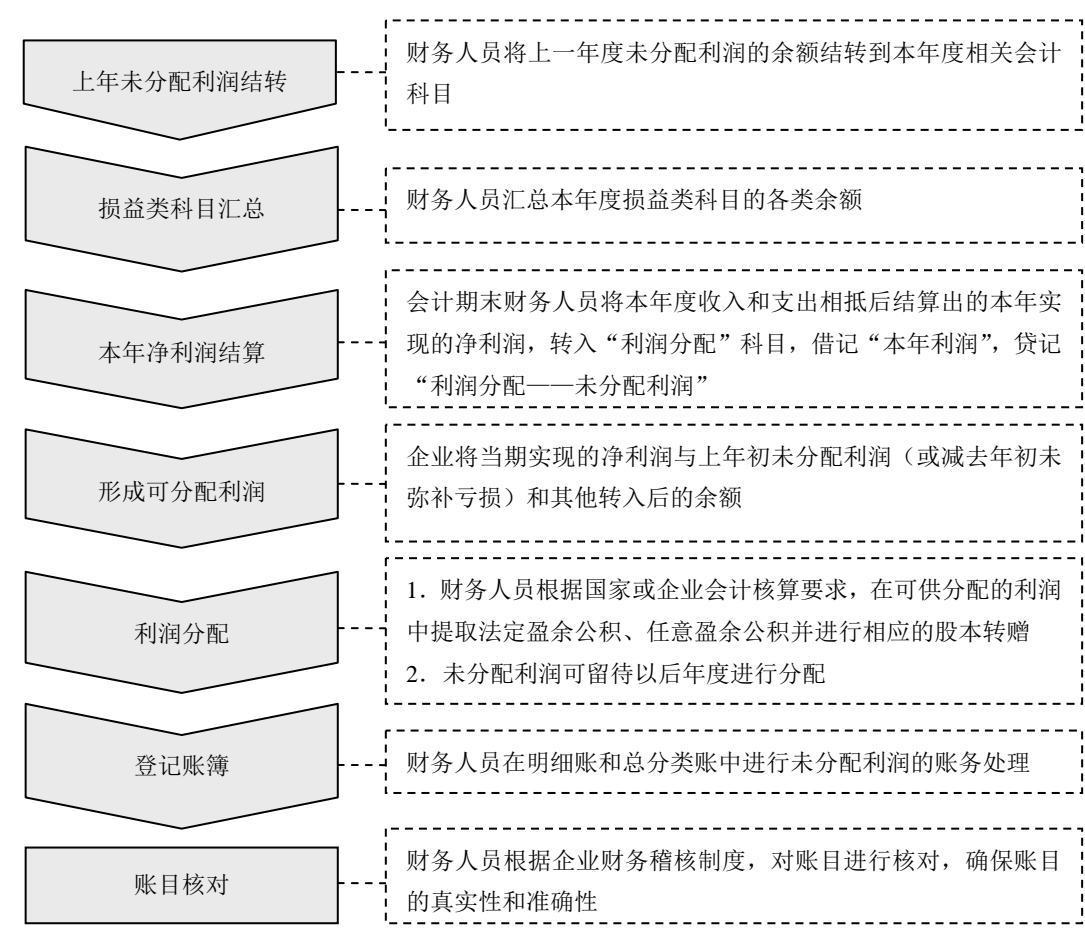 上年未分配利润结转
财务人员将上一年度未分配利润的余额结转到本年度相关会计
科目
损益类科目汇总
财务人员汇总本年度损益类科目的各类余额
本年净利润结算
会计期末财务人员将本年度收入和支出相抵后结算出的本年实
现的净利润，转入“利润分配”科目，借记“本年利润”，贷记
“利润分配——未分配利润”
形成可分配利润
企业将当期实现的净利润与上年初未分配利润（或减去年初未
弥补亏损）和其他转入后的余额
利润分配
1．财务人员根据国家或企业会计核算要求，在可供分配的利润
中提取法定盈余公积、任意盈余公积并进行相应的股本转赠
2．未分配利润可留待以后年度进行分配
登记账簿
财务人员在明细账和总分类账中进行未分配利润的账务处理
账目核对
财务人员根据企业财务稽核制度，对账目进行核对，确保账目
的真实性和准确性